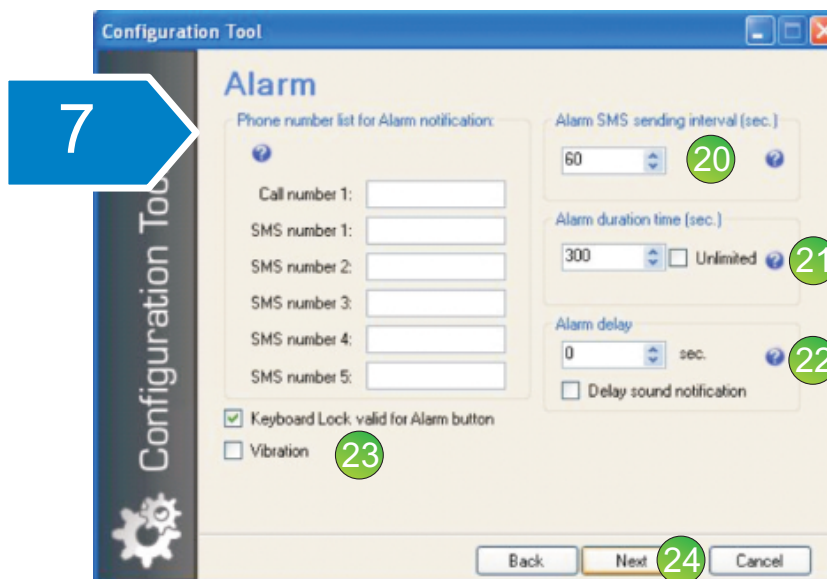 Configuration Tool
7
Configuration Tool
Alarm
Phone number list for Alarm notification:
Call number 1:
SMS number 1:
SMS number 2:
SMS number 3:
SMS number 4:
SMS number 5:
Keyboard Lock valid for Alarm button
Vibration
23
Alarm SMS sending interval (sec.)
60
20
Alarm duration time (sec.)
300
Unlimited
21
Alarm delay
0 sec.
22
Delay sound notification
Back
Next
24
Cancel